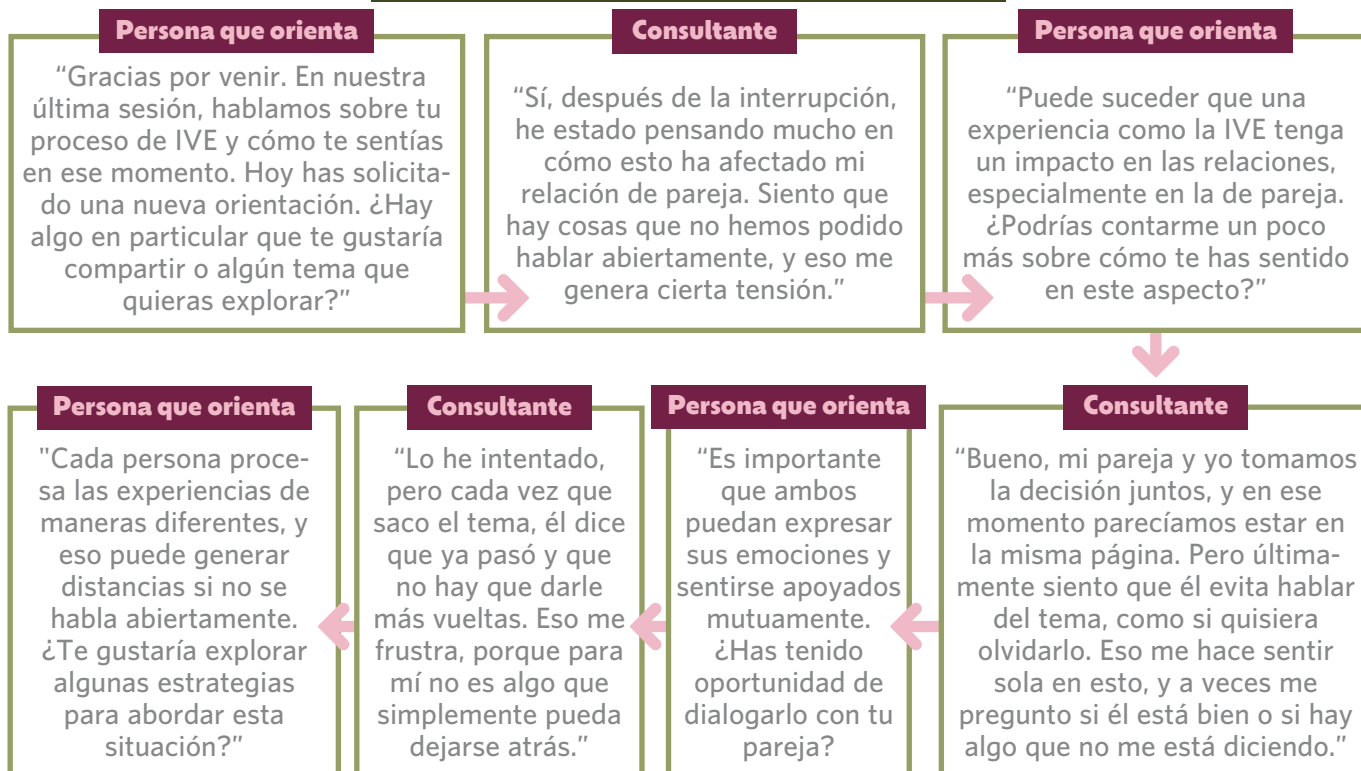 Persona que orienta
“Gracias por venir. En nuestra
última sesión, hablamos sobre tu
proceso de IVE y cómo te sentías
en ese momento. Hoy has solicita-
do una nueva orientación. ¿Hay
algo en particular que te gustaría
compartir o algún tema que
quieras explorar?”
Consultante
“Sí, después de la interrupción,
he estado pensando mucho en
cómo esto ha afectado mi
relación de pareja. Siento que
hay cosas que no hemos podido
hablar abiertamente, y eso me
genera cierta tensión.”
Persona que orienta
“Puede suceder que una
experiencia como la IVE tenga
un impacto en las relaciones,
especialmente en la de pareja.
¿Podrías contarme un poco
más sobre cómo te has sentido
en este aspecto?”
Consultante
“Bueno, mi pareja y yo tomamos
la decisión juntos, y en ese
momento parecíamos estar en
la misma página. Pero última-
mente siento que él evita hablar
del tema, como si quisiera
olvidarlo. Eso me hace sentir
sola en esto, y a veces me
pregunto si él está bien o si hay
algo que no me está diciendo.”
Persona que orienta
“Es importante
que ambos
puedan expresar
sus emociones y
sentirse apoyados
mutuamente.
¿Has tenido
oportunidad de
dialogarlo con tu
pareja?
Consultante
“Lo he intentado,
pero cada vez que
saco el tema, él dice
que ya pasó y que
no hay que darle
más vueltas. Eso me
frustra, porque para
mí no es algo que
simplemente pueda
dejarse atrás.”
Persona que orienta
"Cada persona proce-
sa las experiencias de
maneras diferentes, y
eso puede generar
distancias si no se
habla abiertamente.
¿Te gustaría explorar
algunas estrategias
para abordar esta
situación?”